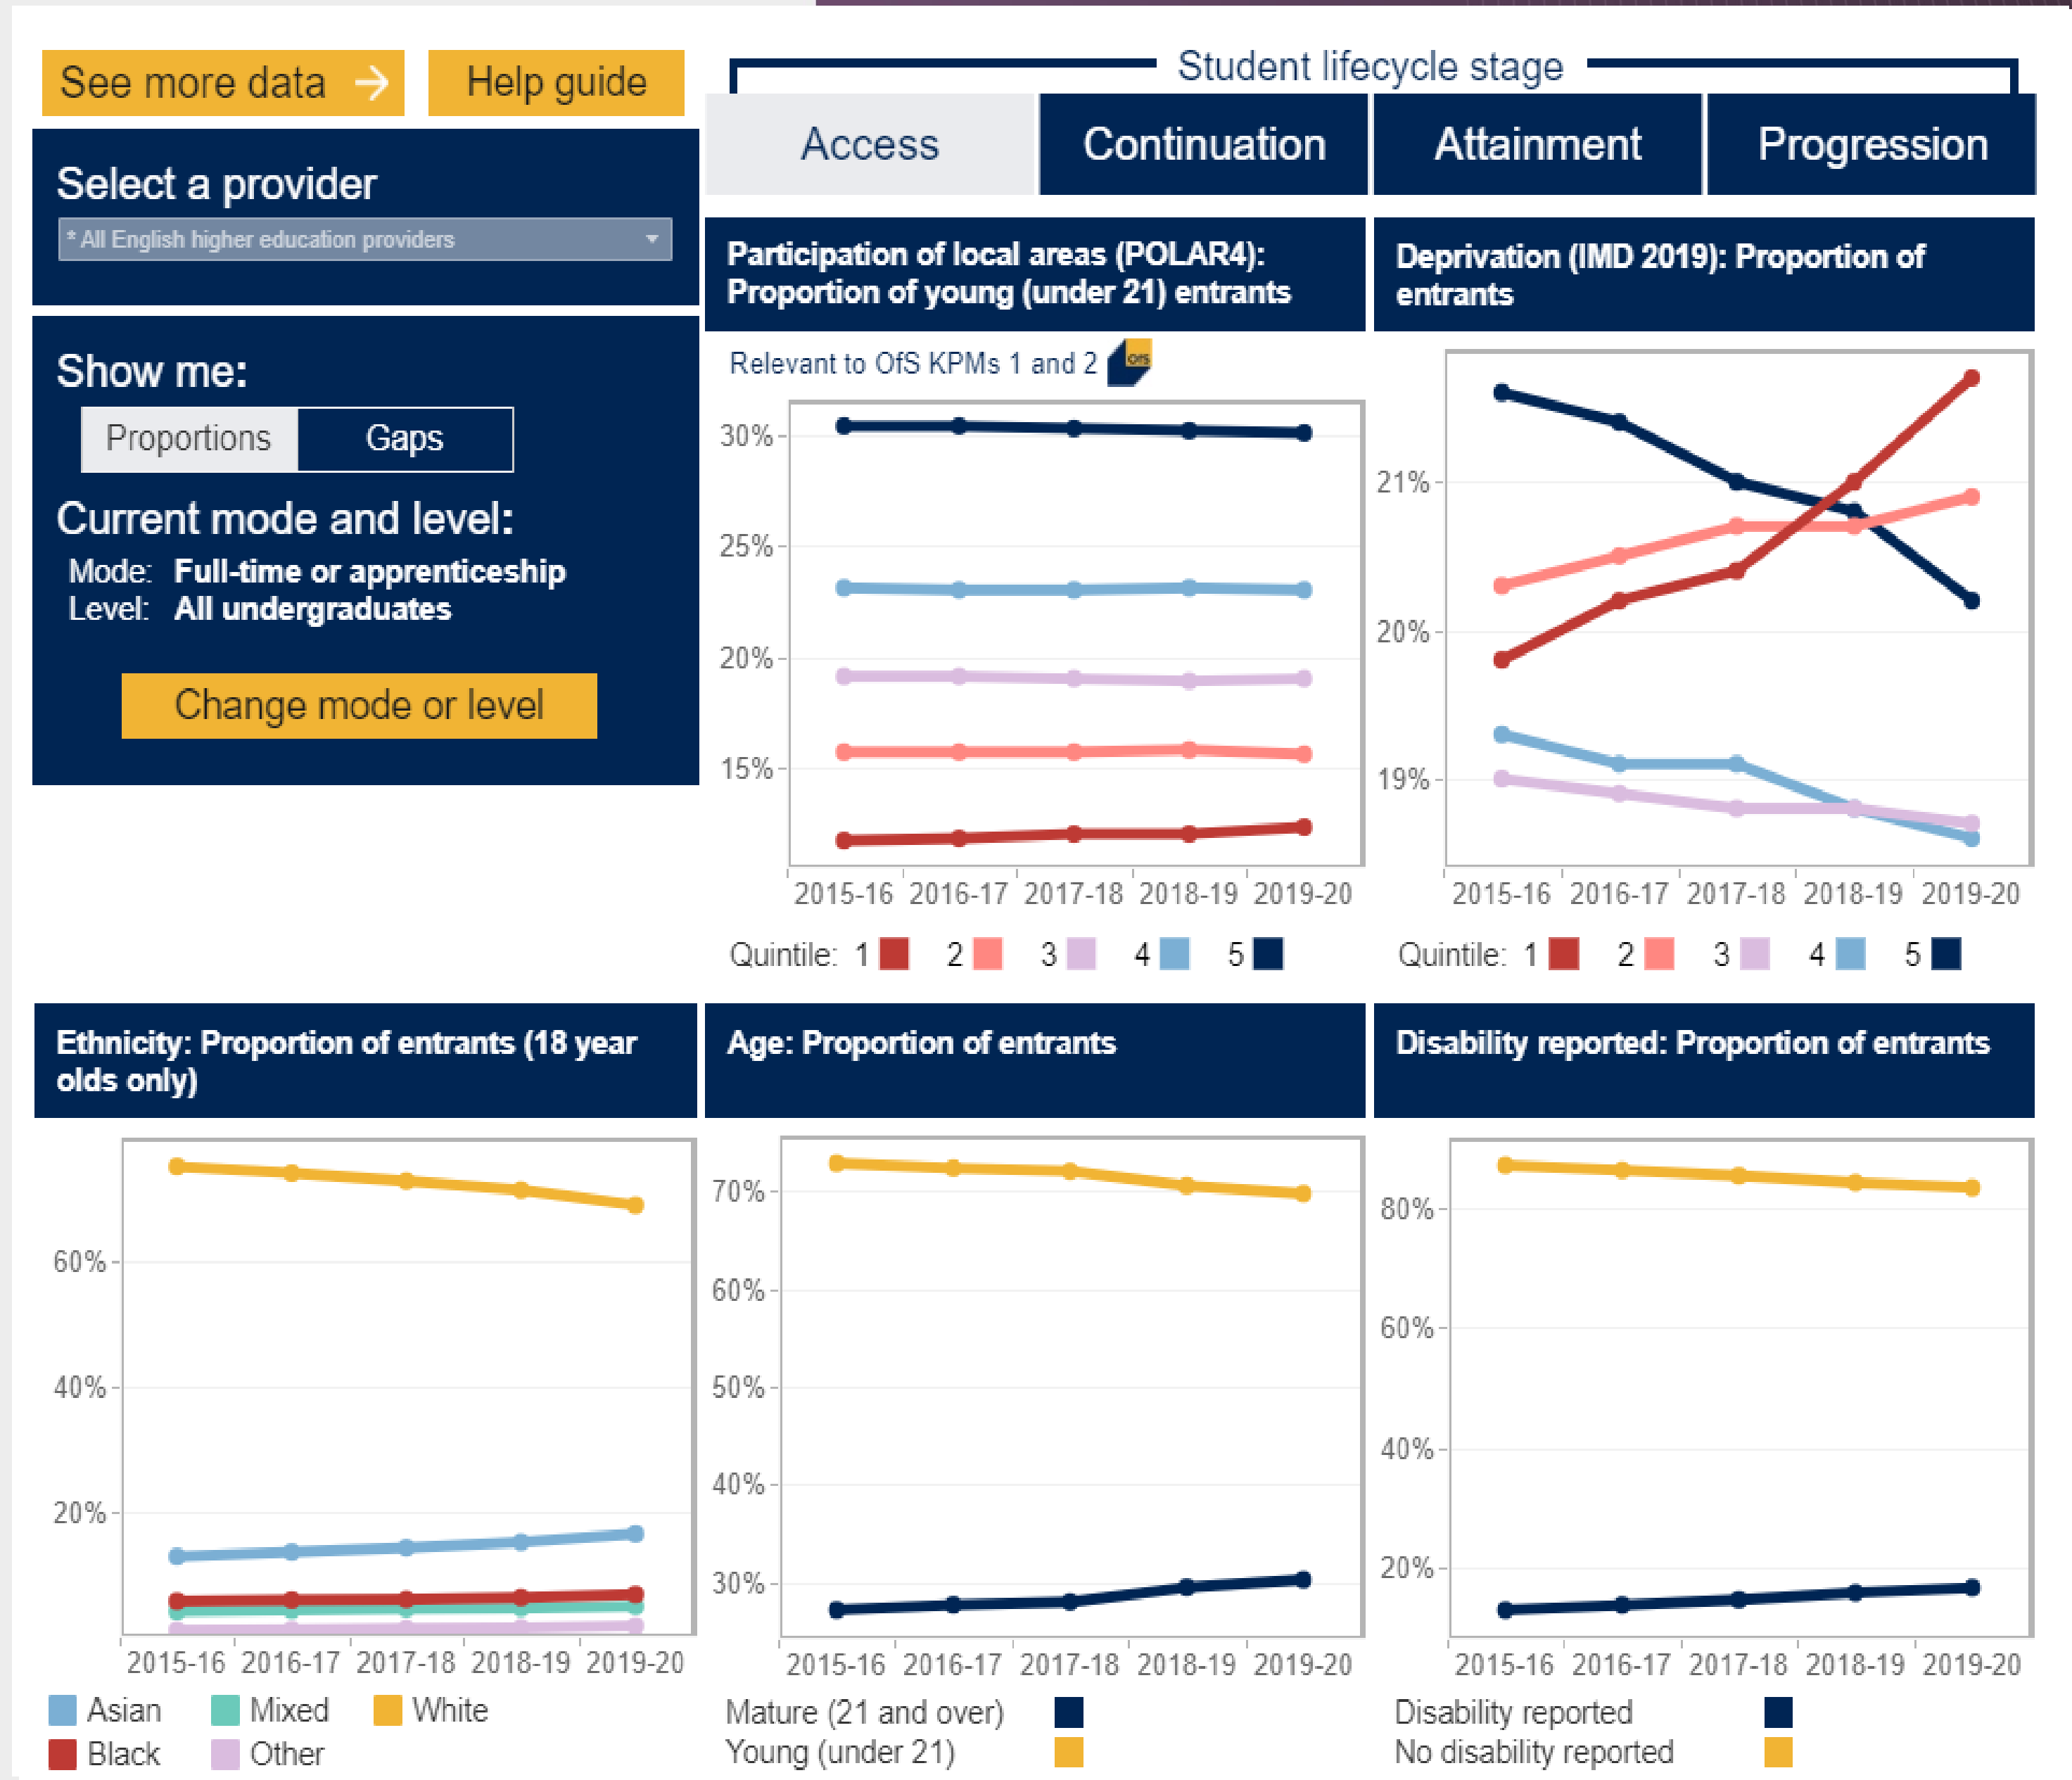 See more data
Help guide
Student lifecycle stage
Access
Continuation
Attainment
Progression
Select a provider
* All English higher education providers
Show me:
Proportions
Gaps
Current mode and level:
Mode: Full-time or apprenticeship
Level: All undergraduates
Change mode or level
Participation of local areas (POLAR4):
Proportion of young (under 21) entrants
Relevant to OfS KPMs 1 and 2
OfS
30%
25%
20%
15%
2015-16 2016-17 2017-18 2018-19 2019-20
Quintile: 1 2 3 4 5
Deprivation (IMD 2019): Proportion of
entrants
21%
20%
19%
2015-16 2016-17 2017-18 2018-19 2019-20
Quintile: 1 2 3 4 5
Ethnicity: Proportion of entrants (18 year
olds only)
60%
40%
20%
2015-16 2016-17 2017-18 2018-19 2019-20
Asian Mixed White
Black Other
Age: Proportion of entrants
70%
60%
50%
40%
30%
2015-16 2016-17 2017-18 2018-19 2019-20
Mature (21 and over)
Young (under 21)
Disability reported: Proportion of entrants
80%
60%
40%
20%
2015-16 2016-17 2017-18 2018-19 2019-20
Disability reported
No disability reported